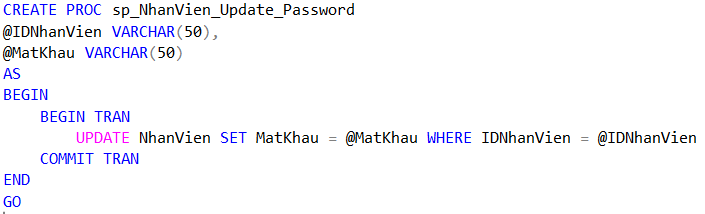 CREATE PROC sp_NhanVien_Update_Password
@IDNhanVien VARCHAR(50),
@MatKhau VARCHAR(50)
AS
BEGIN
BEGIN TRAN
UPDATE NhanVien SET MatKhau = @MatKhau WHERE IDNhanVien = @IDNhanVien
COMMIT TRAN
END
GO